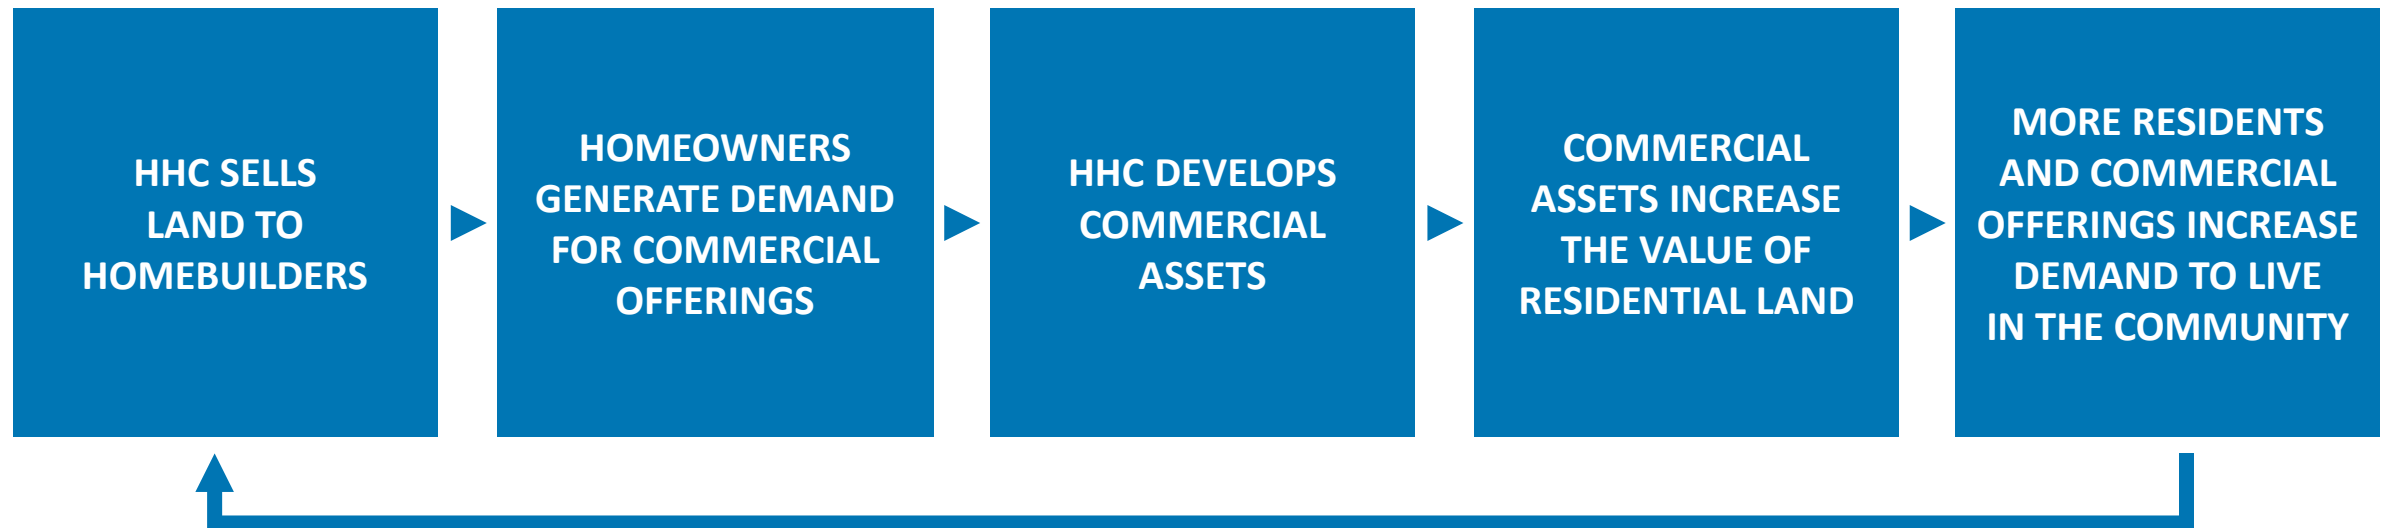 HHC SELLS
LAND TO
HOMEBUILDERS
HOMEOWNERS
GENERATE DEMAND
FOR COMMERCIAL
OFFERINGS
HHC DEVELOPS
COMMERCIAL
ASSETS
COMMERCIAL
ASSETS INCREASE
THE VALUE OF
RESIDENTIAL LAND
MORE RESIDENTS
AND COMMERCIAL
OFFERINGS INCREASE
DEMAND TO LIVE
IN THE COMMUNITY